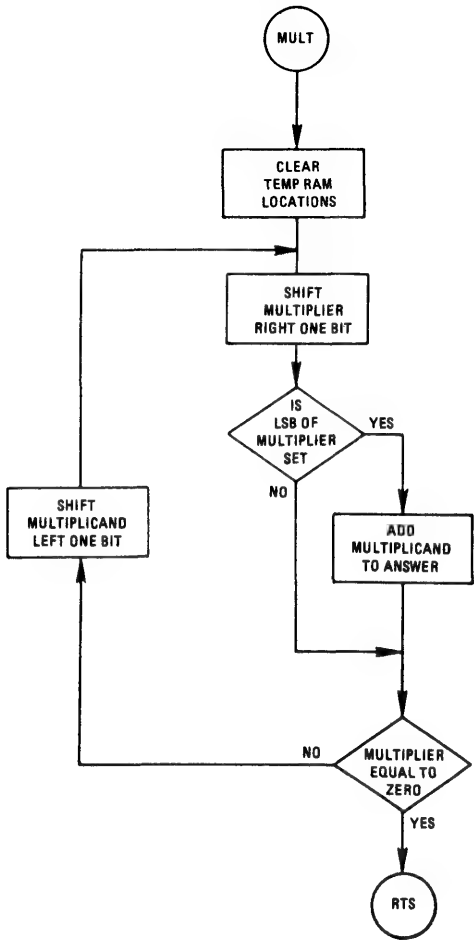 MULT
CLEAR
TEMP RAM
LOCATIONS
SHIFT
MULTIPLIER
RIGHT ONE BIT
IS
LSB OF
MULTIPLIER
SET
YES
NO
SHIFT
MULTIPLICAND
LEFT ONE BIT
ADD
MULTIPLICAND
TO ANSWER
NO
MULTIPLIER
EQUAL TO
ZERO
YES
RTS